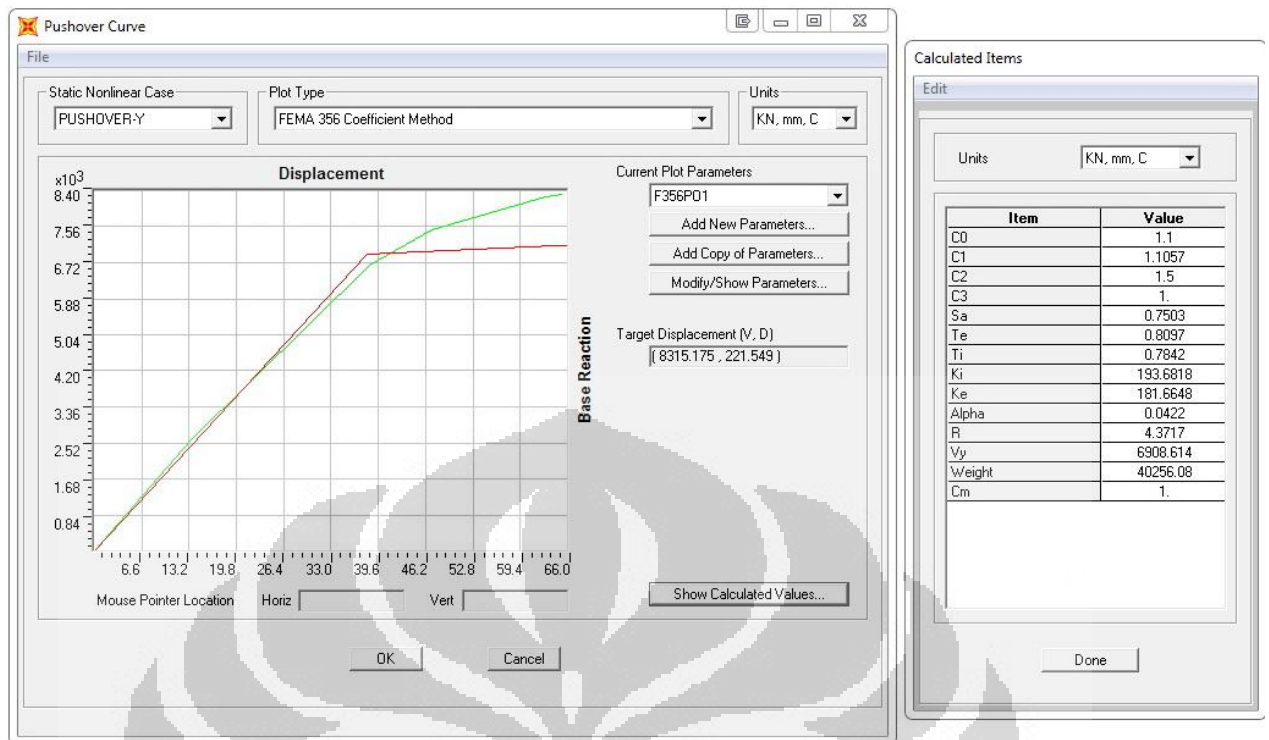 Pushover Curve
File
Static Nonlinear Case
PUSHOVER-Y
Plot Type
FEMA 356 Coefficient Method
Units
KN, mm, C
x10³
Displacement
8.40
7.56
6.72
5.88
5.04
4.20
3.36
2.52
1.68
0.84
6.6 13.2 19.8 26.4 33.0 39.6 46.2 52.8 59.4 66.0
Base Reaction
Mouse Pointer Location Horiz Vert
Current Plot Parameters
F356PO1
Add New Parameters...
Add Copy of Parameters...
Modify/Show Parameters...
Target Displacement (V, D)
( 8315.175 , 221.549 )
Show Calculated Values...
OK Cancel
Calculated Items
Edit
Units KN, mm, C
Item Value
C0 1.1
C1 1.1057
C2 1.5
C3 1.
Sa 0.7503
Te 0.8097
Ti 0.7842
Ki 193.6818
Ke 181.6648
Alpha 0.0422
R 4.3717
Vy 6908.614
Weight 40256.08
Cm 1.
Done